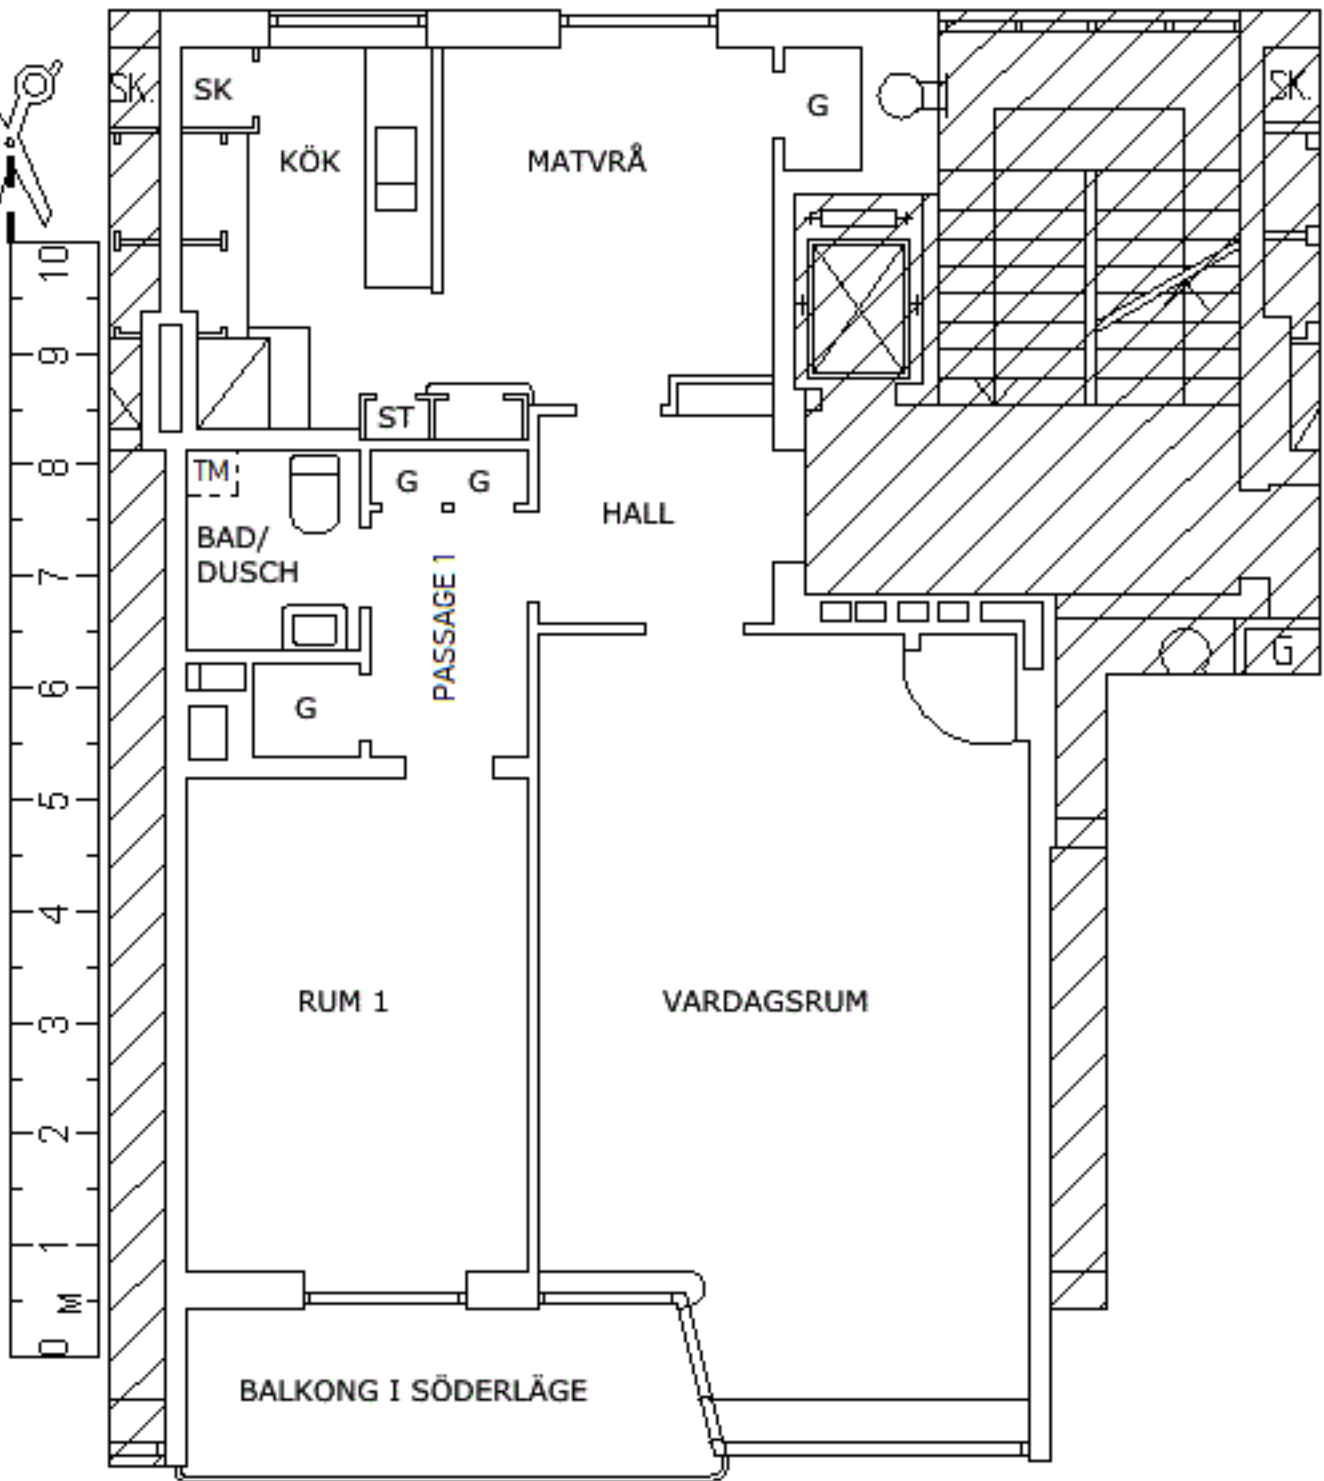 SK.
SK
G
SK.
KÖK
MATVRÅ
10
9
ST
8
TM
G
G
HALL
BAD/
DUSCH
7
PASSAGE 1
6
G
G
5
4
RUM 1
VARDAGSRUM
3
2
1
M
0
BALKONG I SÖDERLÄGE